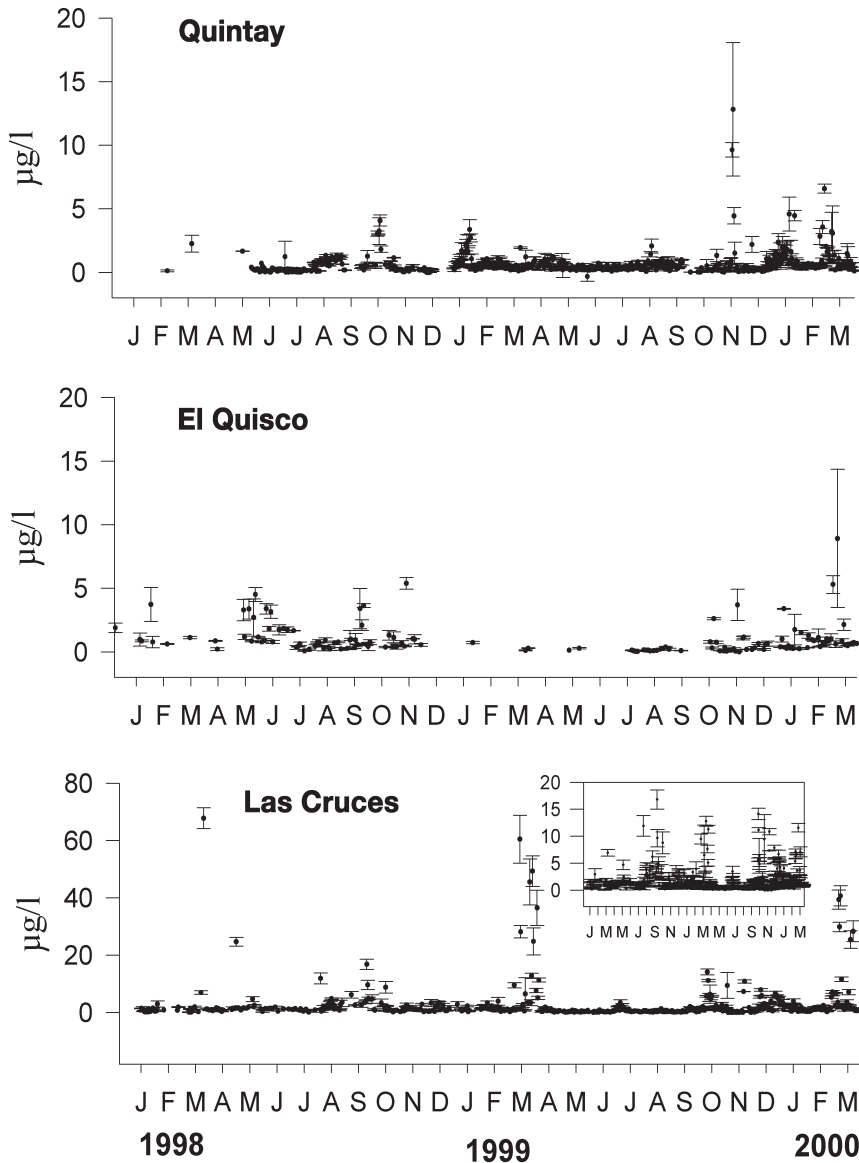 Quintay
µg/l
20
15
10
5
0
J F M A M J J A S O N D J F M A M J J A S O N D J F M
El Quisco
µg/l
20
15
10
5
0
J F M A M J J A S O N D J F M A M J J A S O N D J F M
Las Cruces
µg/l
80
60
40
20
0
20
15
10
5
0
J M M J S N J M M J S N J M
J F M A M J J A S O N D J F M A M J J A S O N D J F M
1998 1999 2000